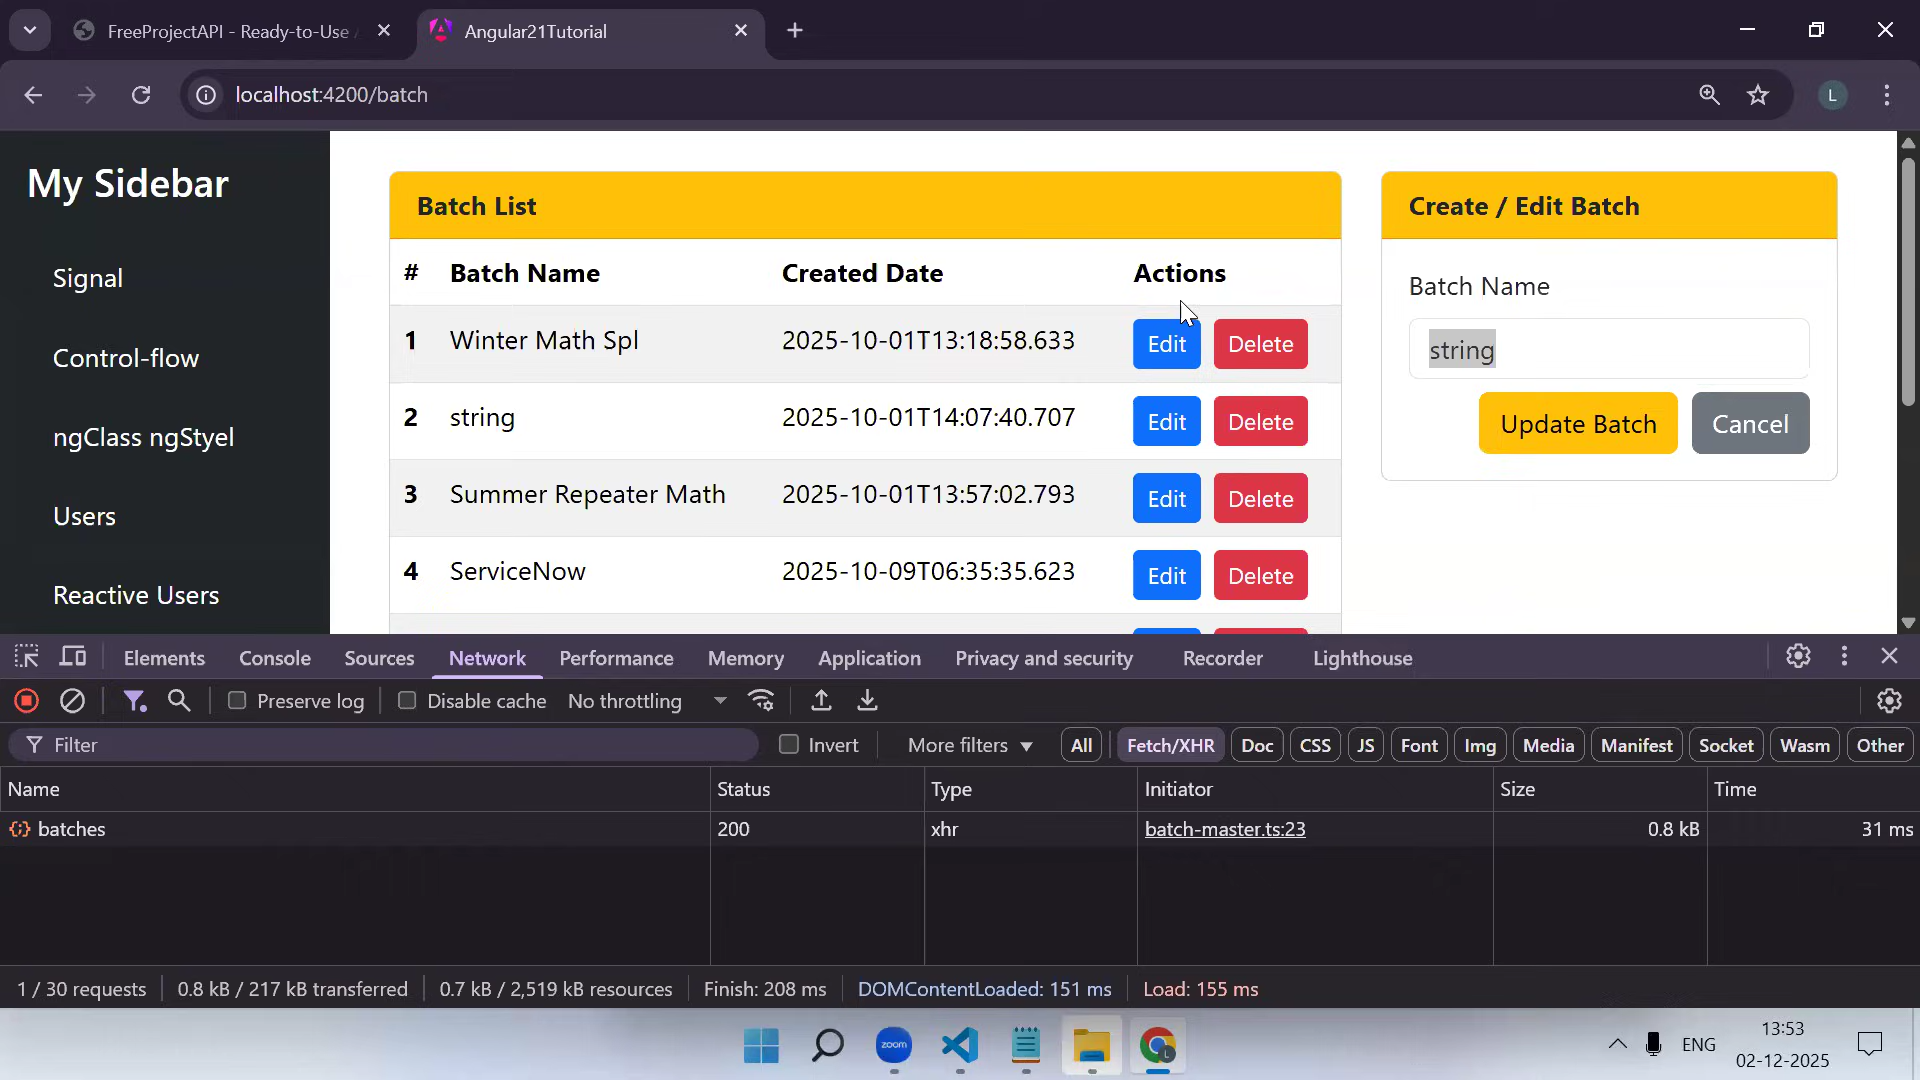 FreeProjectAPI - Ready-to-Use
Angular21Tutorial
localhost:4200/batch
L
My Sidebar
Signal
Control-flow
ngClass ngStyel
Users
Reactive Users
Batch List
# Batch Name Created Date Actions
1 Winter Math Spl 2025-10-01T13:18:58.633 Edit Delete
2 string 2025-10-01T14:07:40.707 Edit Delete
3 Summer Repeater Math 2025-10-01T13:57:02.793 Edit Delete
4 ServiceNow 2025-10-09T06:35:35.623 Edit Delete
Create / Edit Batch
Batch Name
string
Update Batch Cancel
Elements Console Sources Network Performance Memory Application Privacy and security Recorder Lighthouse
Preserve log Disable cache No throttling
Filter Invert More filters All Fetch/XHR Doc CSS JS Font Img Media Manifest Socket Wasm Other
Name Status Type Initiator Size Time
batches 200 xhr batch-master.ts:23 0.8 kB 31 ms
1 / 30 requests 0.8 kB / 217 kB transferred 0.7 kB / 2,519 kB resources Finish: 208 ms DOMContentLoaded: 151 ms Load: 155 ms
zoom
L
ENG
13:53
02-12-2025